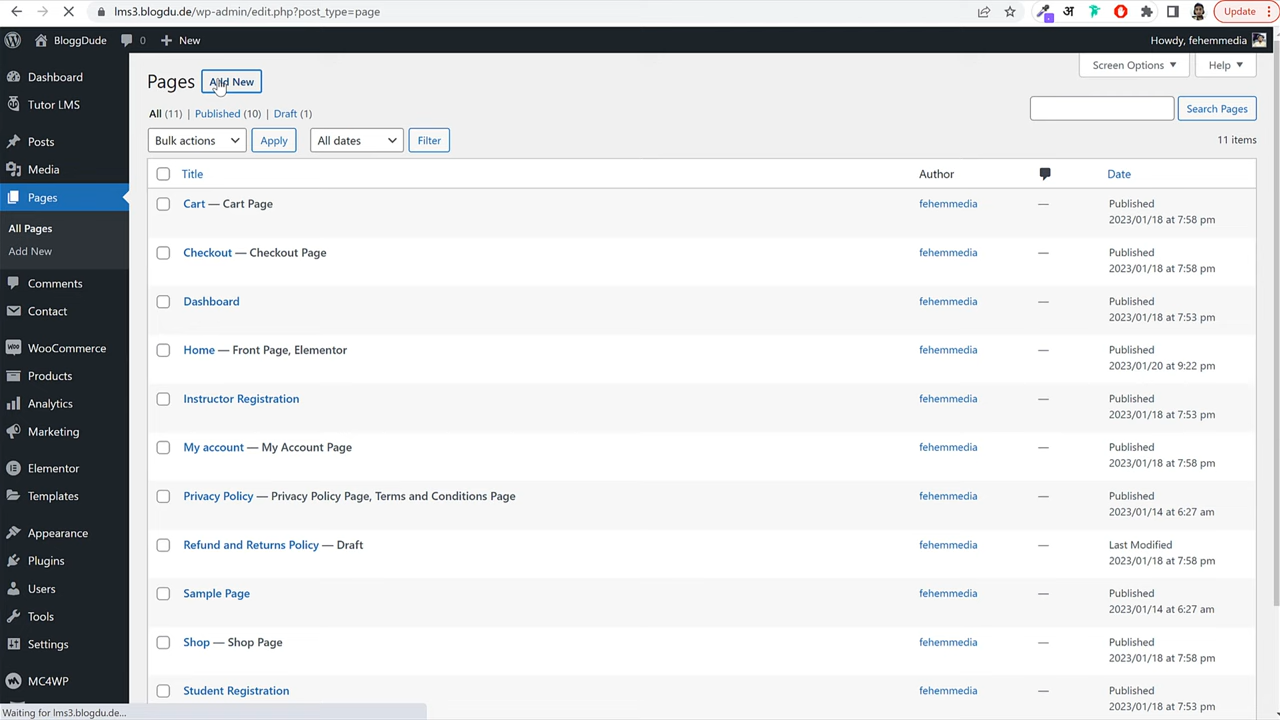 lms3.blogdu.de/wp-admin/edit.php?post_type=page
अ
Update
BloggDude
0
New
Howdy, fehemmedia
Dashboard
Tutor LMS
Posts
Media
Pages
All Pages
Add New
Comments
Contact
WooCommerce
Products
Analytics
Marketing
Elementor
Templates
Appearance
Plugins
Users
Tools
Settings
MC4WP
Pages
Add New
Screen Options
Help
All (11) | Published (10) | Draft (1)
Search Pages
Bulk actions
Apply
All dates
Filter
11 items
Title
Author
Date
Cart — Cart Page
fehemmedia
—
Published
2023/01/18 at 7:58 pm
Checkout — Checkout Page
fehemmedia
—
Published
2023/01/18 at 7:58 pm
Dashboard
fehemmedia
—
Published
2023/01/18 at 7:53 pm
Home — Front Page, Elementor
fehemmedia
—
Published
2023/01/20 at 9:22 pm
Instructor Registration
fehemmedia
—
Published
2023/01/18 at 7:53 pm
My account — My Account Page
fehemmedia
—
Published
2023/01/18 at 7:58 pm
Privacy Policy — Privacy Policy Page, Terms and Conditions Page
fehemmedia
—
Published
2023/01/14 at 6:27 am
Refund and Returns Policy — Draft
fehemmedia
—
Last Modified
2023/01/18 at 7:58 pm
Sample Page
fehemmedia
—
Published
2023/01/14 at 6:27 am
Shop — Shop Page
fehemmedia
—
Published
2023/01/18 at 7:58 pm
Student Registration
fehemmedia
—
Published
2023/01/18 at 7:53 pm
Waiting for lms3.blogdu.de...